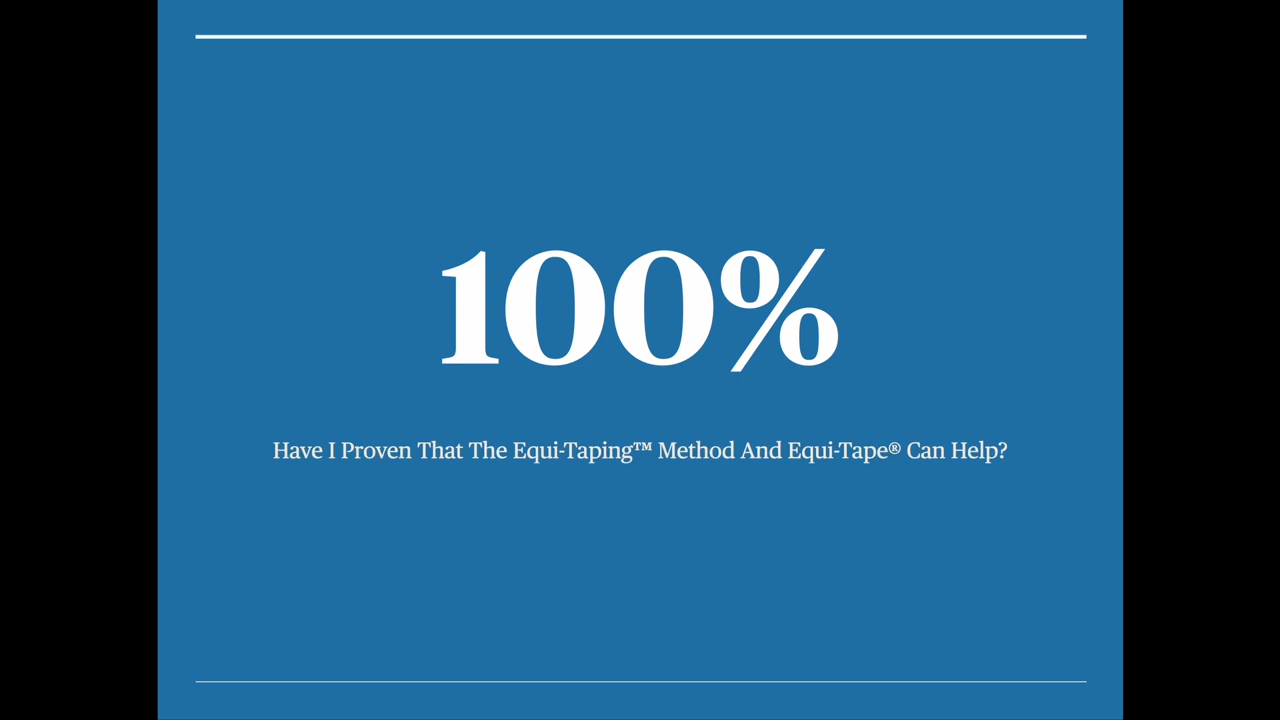 100%
Have I Proven That The Equi-Taping™ Method And Equi-Tape® Can Help?